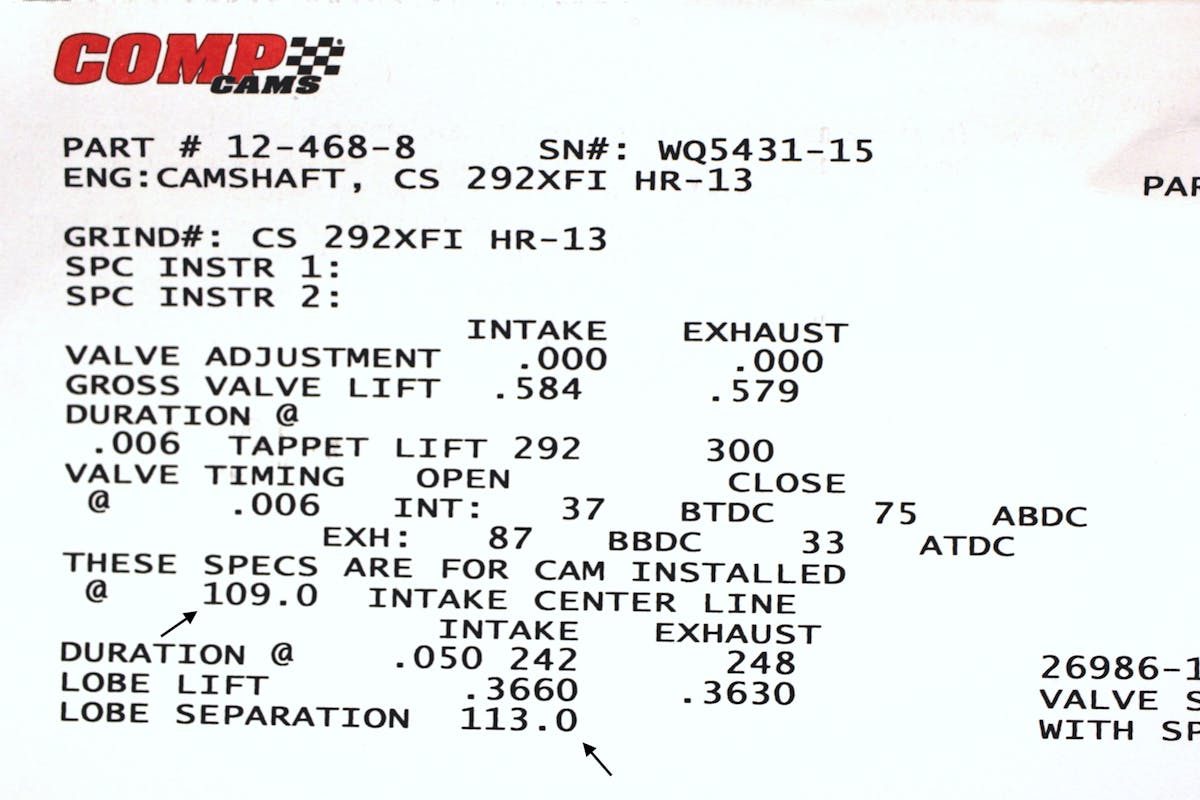 COMP
CAMS
PART # 12-468-8 SN#: WQ5431-15
ENG:CAMSHAFT, CS 292XFI HR-13
GRIND#: CS 292XFI HR-13
SPC INSTR 1:
SPC INSTR 2:
INTAKE EXHAUST
VALVE ADJUSTMENT .000 .000
GROSS VALVE LIFT .584 .579
DURATION @
.006 TAPPET LIFT 292 300
VALVE TIMING OPEN CLOSE
@ .006 INT: 37 BTDC 75 ABDC
EXH: 87 BBDC 33 ATDC
THESE SPECS ARE FOR CAM INSTALLED
@ 109.0 INTAKE CENTER LINE
INTAKE EXHAUST
DURATION @ .050 242 248
LOBE LIFT .3660 .3630
LOBE SEPARATION 113.0
26986-1
VALVE
WITH